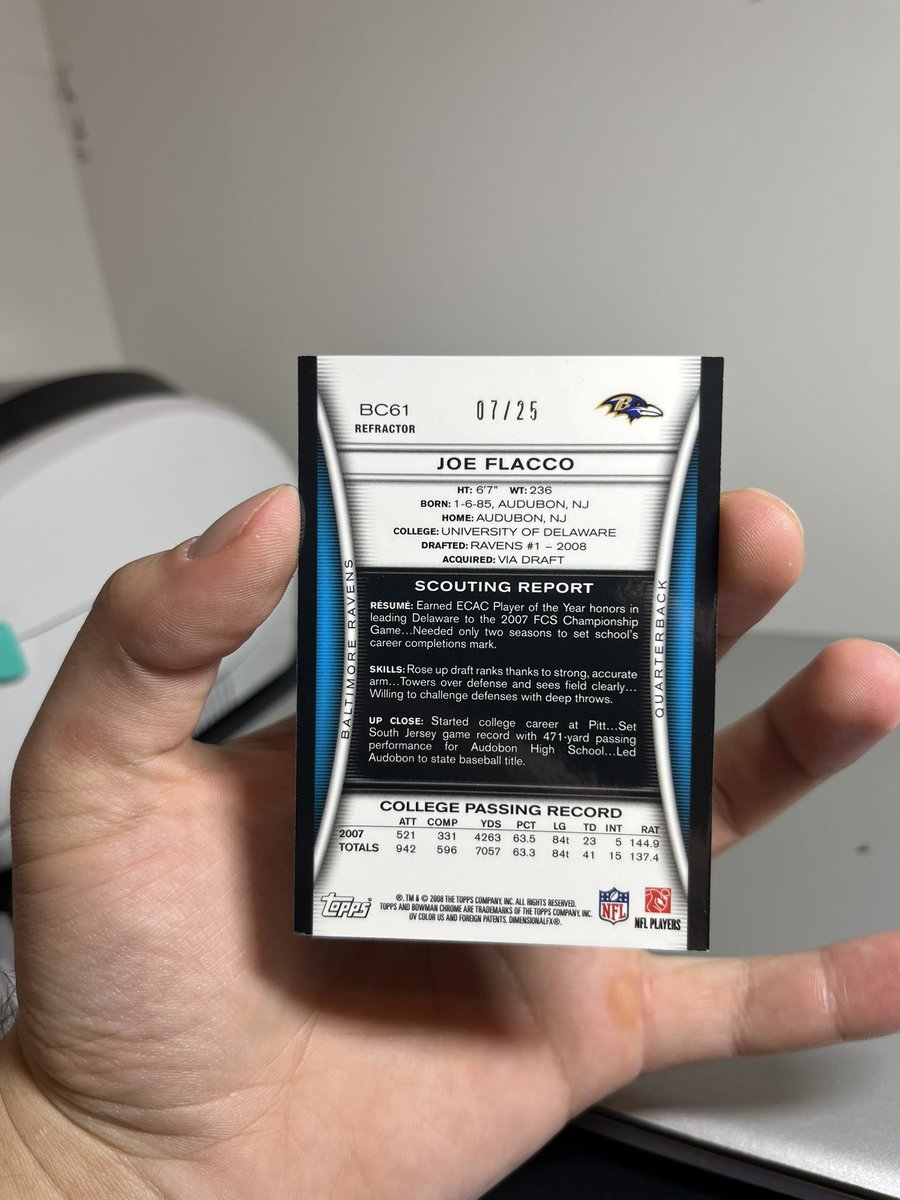 BC61 07/25
REFRACTOR
JOE FLACCO
HT: 6'7" WT: 236
BORN: 1-6-85, AUDUBON, NJ
HOME: AUDUBON, NJ
COLLEGE: UNIVERSITY OF DELAWARE
DRAFTED: RAVENS #1 – 2008
ACQUIRED: VIA DRAFT
BALTIMORE RAVENS
SCOUTING REPORT
RÉSUMÉ: Earned ECAC Player of the Year honors in
leading Delaware to the 2007 FCS Championship
Game...Needed only two seasons to set school's
career completions mark.
SKILLS: Rose up draft ranks thanks to strong, accurate
arm...Towers over defense and sees field clearly...
Willing to challenge defenses with deep throws.
UP CLOSE: Started college career at Pitt...Set
South Jersey game record with 471-yard passing
performance for Audobon High School...Led
Audobon to state baseball title.
QUARTERBACK
COLLEGE PASSING RECORD
ATT COMP YDS PCT LG TD INT RAT
2007 521 331 4263 63.5 84t 23 5 144.9
TOTALS 942 596 7057 63.3 84t 41 15 137.4
Topps
®, TM & © 2008 THE TOPPS COMPANY, INC. ALL RIGHTS RESERVED.
TOPPS AND BOWMAN CHROME ARE TRADEMARKS OF THE TOPPS COMPANY, INC.
UV COLOR US AND FOREIGN PATENTS, DIMENSIONALFX®.
NFL
NFL PLAYERS